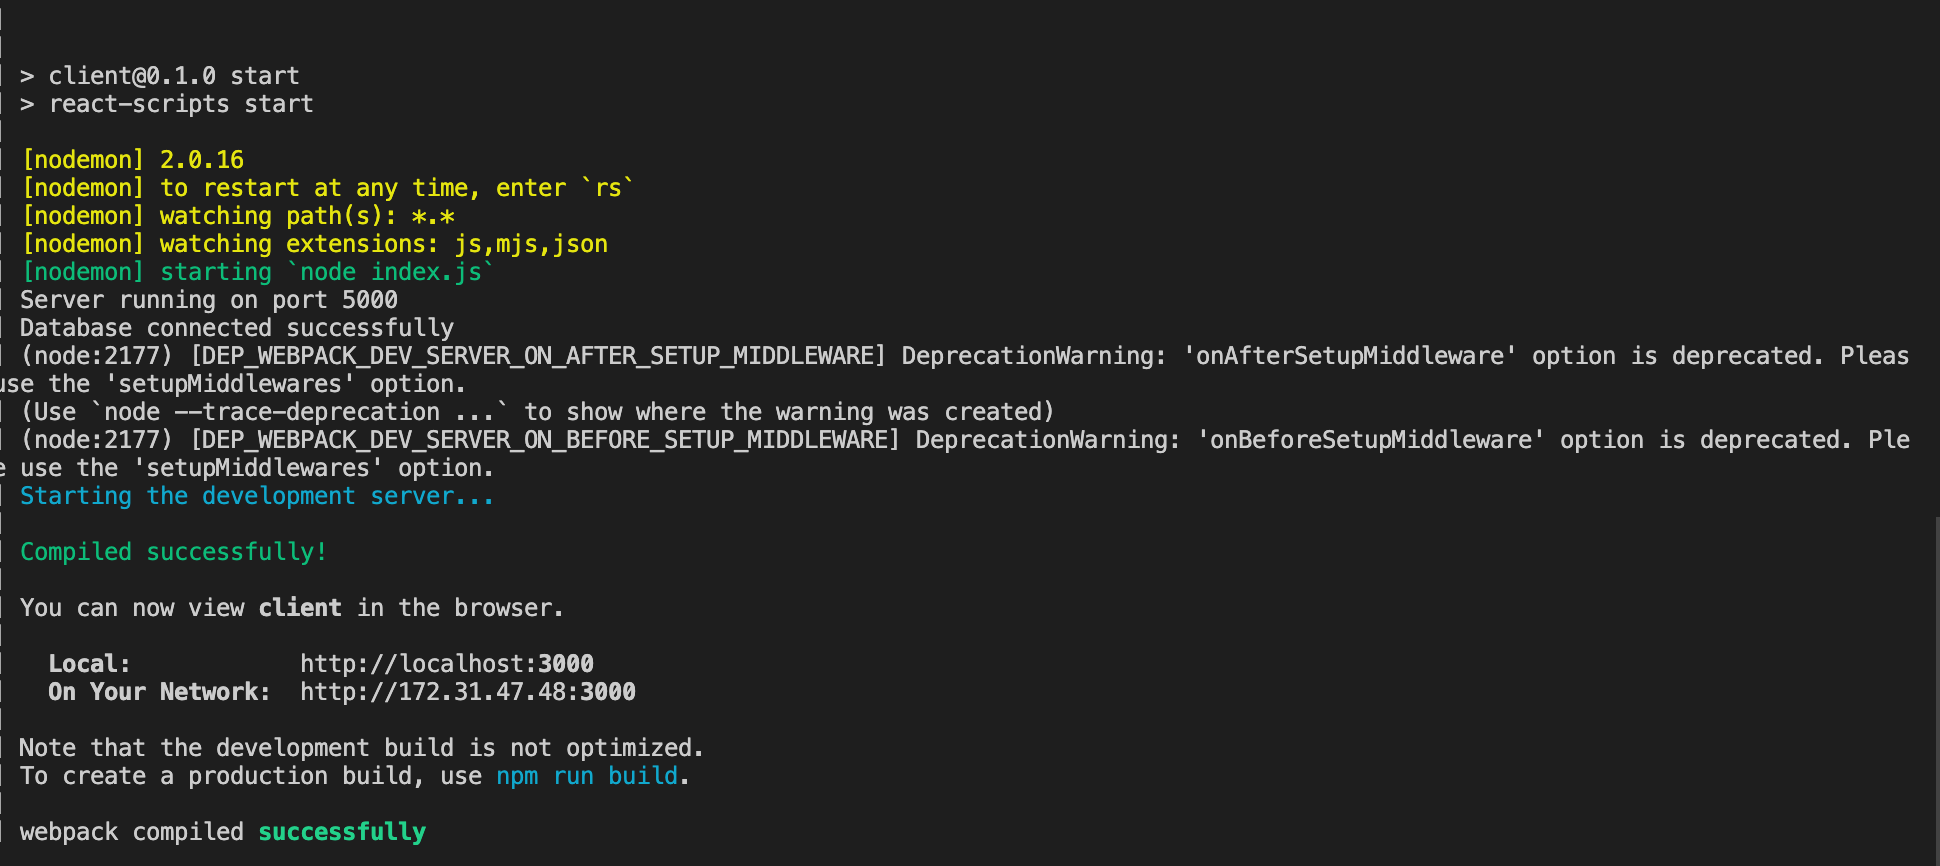 > client@0.1.0 start
> react-scripts start
[nodemon] 2.0.16
[nodemon] to restart at any time, enter `rs`
[nodemon] watching path(s): *.*
[nodemon] watching extensions: js,mjs,json
[nodemon] starting `node index.js`
Server running on port 5000
Database connected successfully
(node:2177) [DEP_WEBPACK_DEV_SERVER_ON_AFTER_SETUP_MIDDLEWARE] DeprecationWarning: 'onAfterSetupMiddleware' option is deprecated. Pleas
use the 'setupMiddlewares' option.
(Use `node --trace-deprecation ...` to show where the warning was created)
(node:2177) [DEP_WEBPACK_DEV_SERVER_ON_BEFORE_SETUP_MIDDLEWARE] DeprecationWarning: 'onBeforeSetupMiddleware' option is deprecated. Ple
e use the 'setupMiddlewares' option.
Starting the development server...
Compiled successfully!
You can now view client in the browser.
Local: http://localhost:3000
On Your Network: http://172.31.47.48:3000
Note that the development build is not optimized.
To create a production build, use npm run build.
webpack compiled successfully